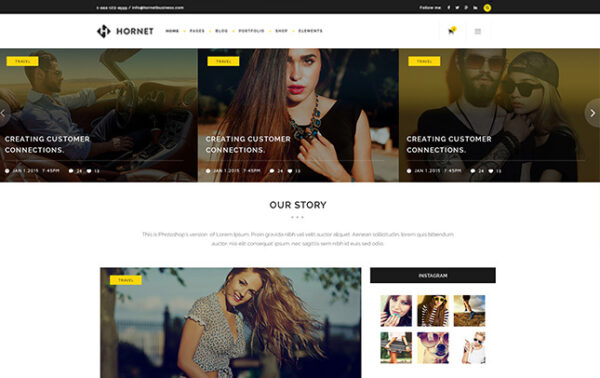 1-444-123-4559 / info@hornetbusiness.com
Follow me
HORNET
HOME PAGES BLOG PORTFOLIO SHOP ELEMENTS
TRAVEL
CREATING CUSTOMER
CONNECTIONS.
JAN 1.2015 7:45PM 24 13
TRAVEL
CREATING CUSTOMER
CONNECTIONS.
JAN 1.2015 7:45PM 24 13
TRAVEL
CREATING CUSTOMER
CONNECTIONS.
JAN 1.2015 7:45PM 24 13
OUR STORY
This is Photoshop's version of Lorem Ipsum. Proin gravida nibh vel velit auctor aliquet. Aenean sollicitudin, lorem quis bibendum
auctor, nisi elit consequat ipsum, nec sagittis sem nibh id elit duis sed odio.
TRAVEL
INSTAGRAM